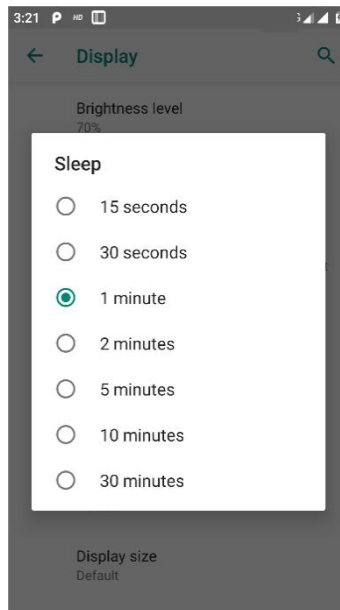 3:21 P HD
Display
Brightness level
70%
Sleep
15 seconds
30 seconds
1 minute
2 minutes
5 minutes
10 minutes
30 minutes
Display size
Default